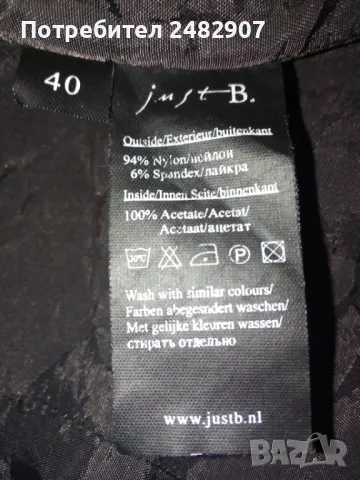 Потребител 2482907
40
just B.
Outside/Exterieur/buitenkant
94% Nylon/нейлон
6% Spandex/лайкра
Inside/Innen Seite/binnenkant
100% Acetate/Acetat/
Acetaat/ацетат
30°C P
Wash with similar colours/
Farben abgesondert waschen/
Met gelijke kleuren wassen/
стирать отдельно
www.justb.nl
BAZAR